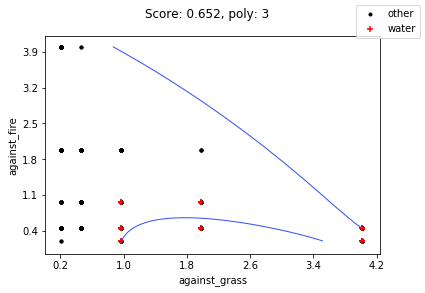 Score: 0.652, poly: 3
other
water
against_fire
3.9
3.2
2.5
1.8
1.1
0.4
0.2
1.0
1.8
2.6
3.4
4.2
against_grass